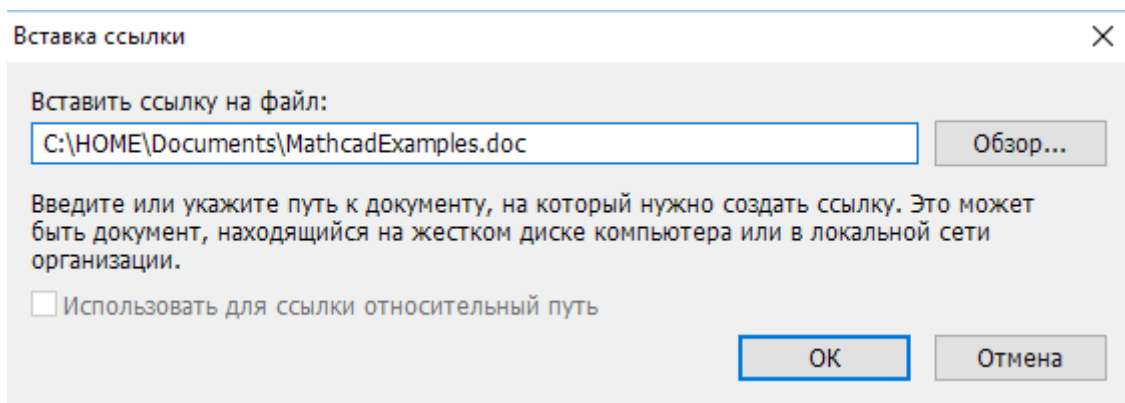 Вставка ссылки
Вставить ссылку на файл:
C:\HOME\Documents\MathcadExamples.doc
Обзор...
Введите или укажите путь к документу, на который нужно создать ссылку. Это может
быть документ, находящийся на жестком диске компьютера или в локальной сети
организации.
Использовать для ссылки относительный путь
ОК
Отмена